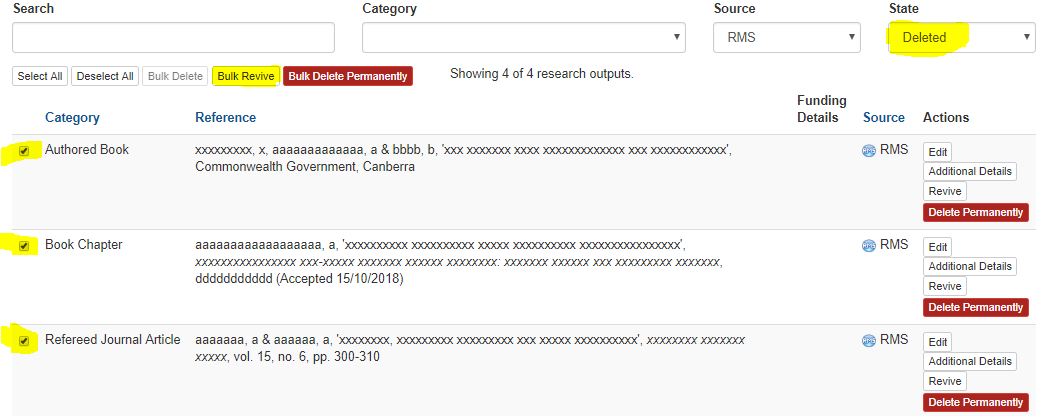 Search Category Source State
RMS Deleted
Select All Deselect All Bulk Delete Bulk Revive Bulk Delete Permanently Showing 4 of 4 research outputs.
Category Reference Funding Details Source Actions
Authored Book xxxxxxxxx, x, aaaaaaaaaaaaa, a & bbbb, b, 'xxx xxxxxxx xxxx xxxxxxxxxxxxx xxx xxxxxxxxxxxx', RMS Edit
Commonwealth Government, Canberra Additional Details
Revive
Delete Permanently
Book Chapter aaaaaaaaaaaaaaaaaa, a, 'xxxxxxxxxx xxxxxxxxxx xxxxx xxxxxxxxxx xxxxxxxxxxxxxxxx', RMS Edit
xxxxxxxxxxxxxxxx xxx-xxxxx xxxxxxx xxxxxx xxxxxxxx: xxxxxxx xxxxxx xxx xxxxxxxxx xxxxxxx, Additional Details
ddddddddddd (Accepted 15/10/2018) Revive
Delete Permanently
Refereed Journal Article aaaaaaa, a & aaaaaa, a, 'xxxxxxxx, xxxxxxxxx xxxxxxxxx xxx xxxxx xxxxxxxxxx', xxxxxxxx xxxxxxx RMS Edit
xxxxx, vol. 15, no. 6, pp. 300-310 Additional Details
Revive
Delete Permanently